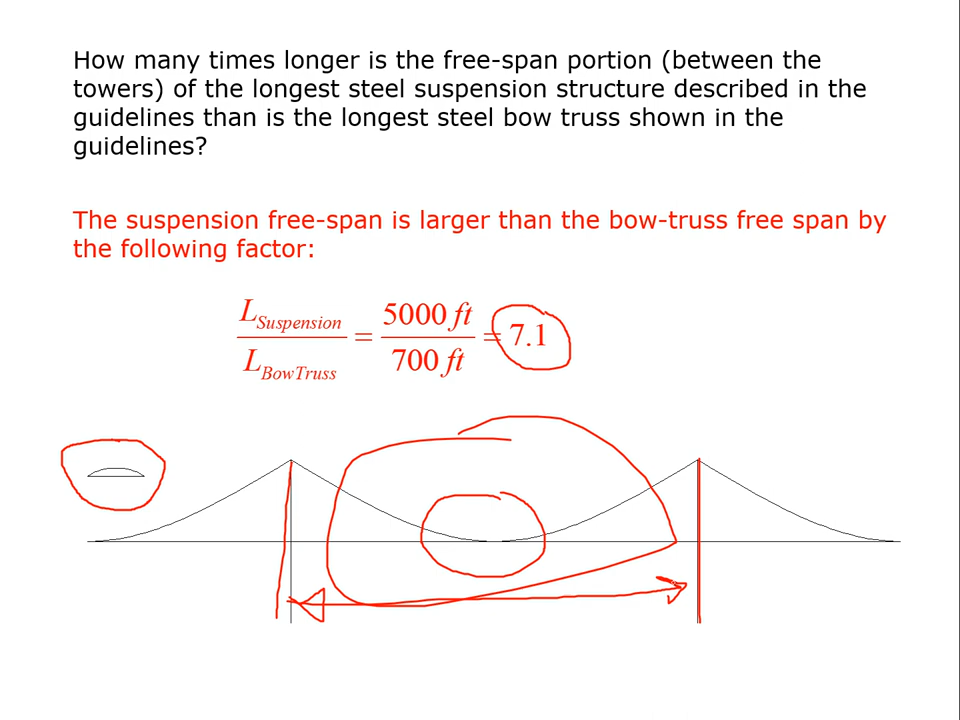 How many times longer is the free-span portion (between the
towers) of the longest steel suspension structure described in the
guidelines than is the longest steel bow truss shown in the
guidelines?
The suspension free-span is larger than the bow-truss free span by
the following factor:
L_Suspension / L_BowTruss = 5000 ft / 700 ft = 7.1